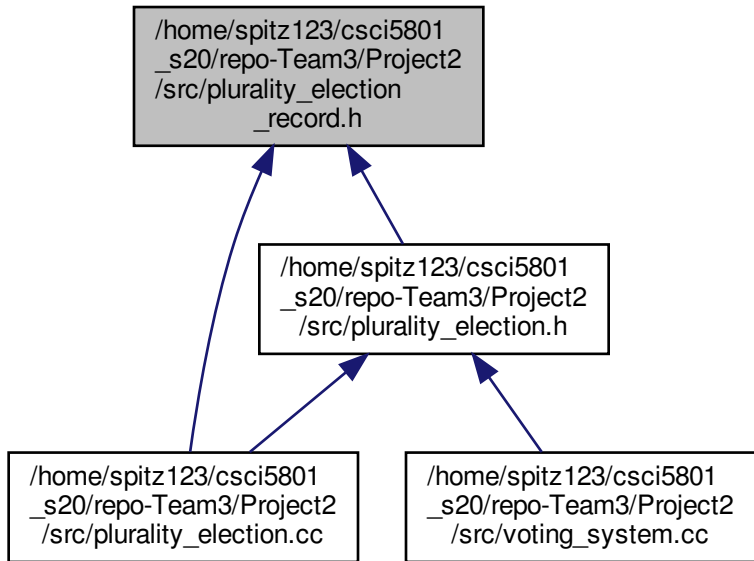 /home/spitz123/csci5801
_s20/repo-Team3/Project2
/src/plurality_election
_record.h
/home/spitz123/csci5801
_s20/repo-Team3/Project2
/src/plurality_election.h
/home/spitz123/csci5801
_s20/repo-Team3/Project2
/src/plurality_election.cc
/home/spitz123/csci5801
_s20/repo-Team3/Project2
/src/voting_system.cc